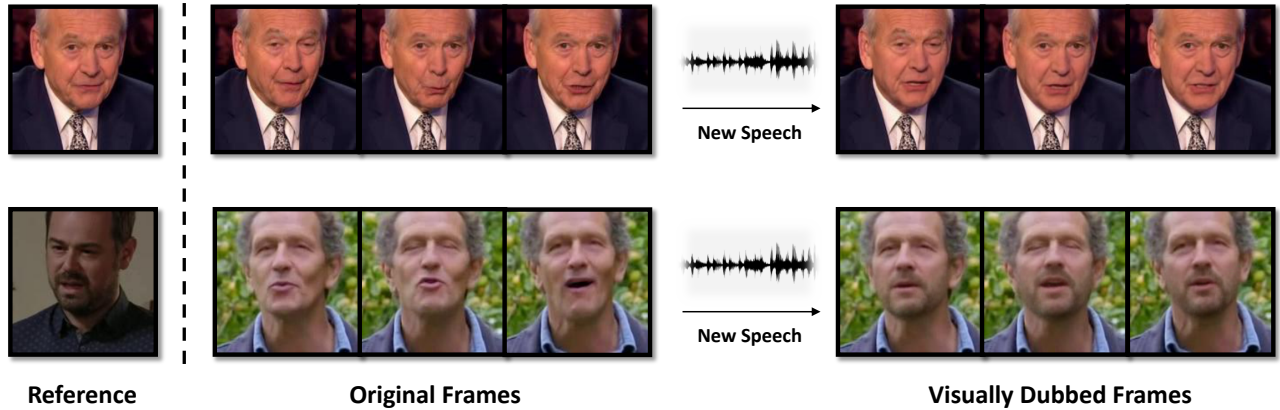 New Speech
New Speech
Reference
Original Frames
Visually Dubbed Frames